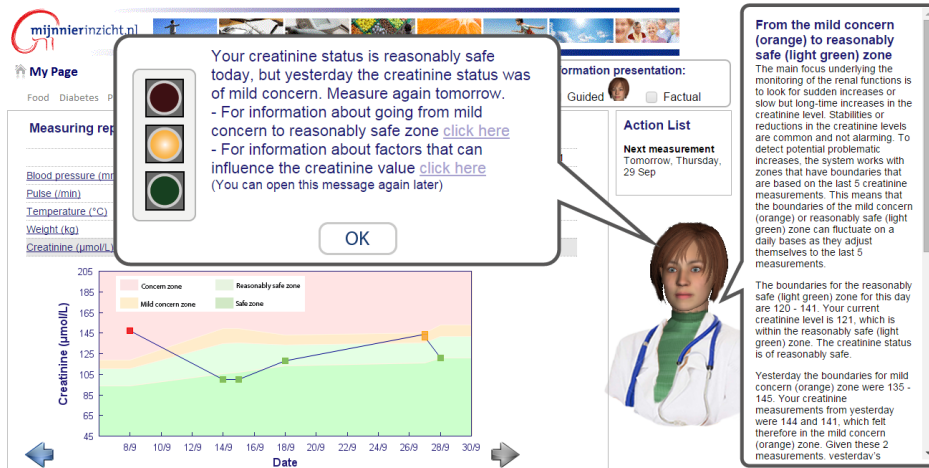 mijnnierinzicht.nl
My Page
Food Diabetes P
Your creatinine status is reasonably safe
today, but yesterday the creatinine status was
of mild concern. Measure again tomorrow.
- For information about going from mild
concern to reasonably safe zone click here
- For information about factors that can
influence the creatinine value click here
(You can open this message again later)
OK
ormation presentation:
Guided Factual
Measuring rep
Blood pressure (mm
Pulse (/min)
Temperature (°C)
Weight (kg)
Creatinine (µmol/L)
Action List
Next measurement
Tomorrow, Thursday,
29 Sep
205
185
165
145
125
105
85
65
45
Creatinine (µmol/L)
Concern zone
Reasonably safe zone
Mild concern zone
Safe zone
8/9 10/9 12/9 14/9 16/9 18/9 20/9 22/9 24/9 26/9 28/9 30/9
Date
From the mild concern
(orange) to reasonably
safe (light green) zone
The main focus underlying the
monitoring of the renal functions is
to look for sudden increases or
slow but long-time increases in the
creatinine level. Stabilities or
reductions in the creatinine levels
are common and not alarming. To
detect potential problematic
increases, the system works with
zones that have boundaries that
are based on the last 5 creatinine
measurements. This means that
the boundaries of the mild concern
(orange) or reasonably safe (light
green) zone can fluctuate on a
daily bases as they adjust
themselves to the last 5
measurements.
The boundaries for the reasonably
safe (light green) zone for this day
are 120 - 141. Your current
creatinine level is 121, which is
within the reasonably safe (light
green) zone. The creatinine status
is of reasonably safe.
Yesterday the boundaries for mild
concern (orange) zone were 135 -
145. Your creatinine
measurements from yesterday
were 144 and 141, which felt
therefore in the mild concern
(orange) zone. Given these 2
measurements, yesterday's